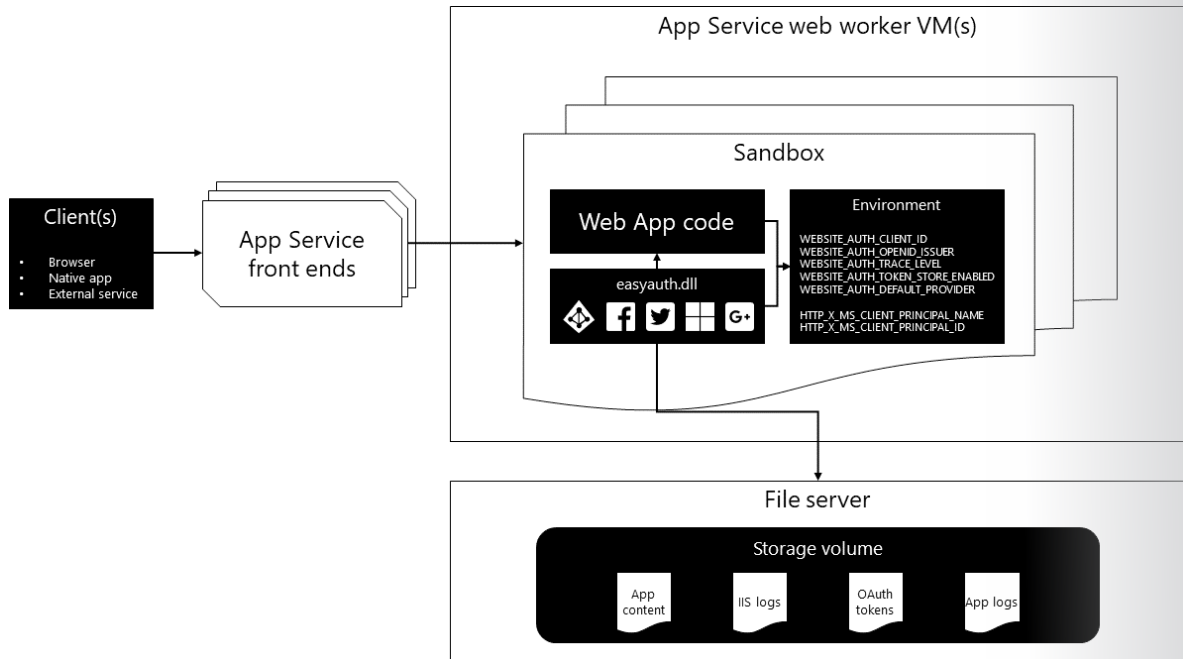 App Service web worker VM(s)
Sandbox
Client(s)
• Browser
• Native app
• External service
App Service
front ends
Web App code
easyauth.dll
G+
Environment
WEBSITE_AUTH_CLIENT_ID
WEBSITE_AUTH_OPENID_ISSUER
WEBSITE_AUTH_TRACE_LEVEL
WEBSITE_AUTH_TOKEN_STORE_ENABLED
WEBSITE_AUTH_DEFAULT_PROVIDER
HTTP_X_MS_CLIENT_PRINCIPAL_NAME
HTTP_X_MS_CLIENT_PRINCIPAL_ID
File server
Storage volume
App
content
IIS logs
OAuth
tokens
App logs